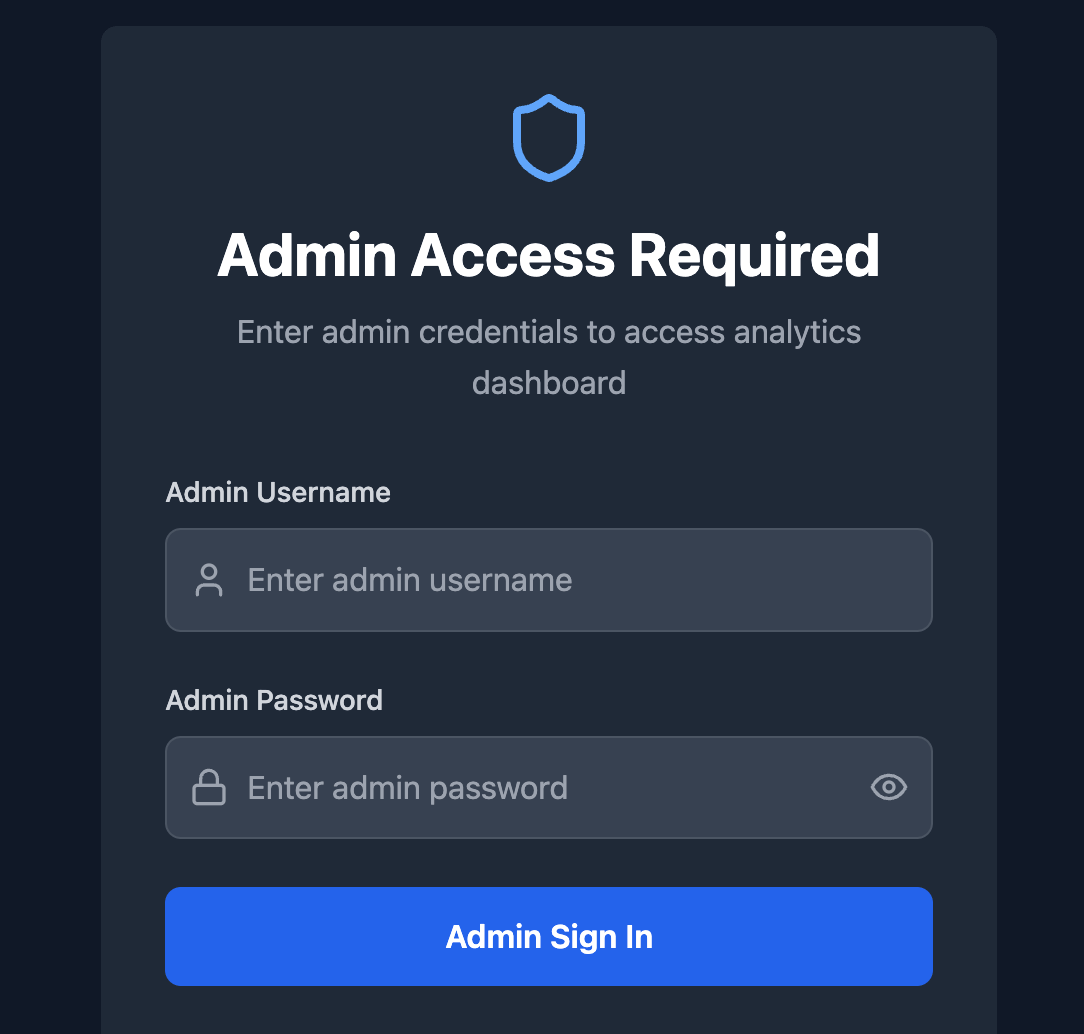 Admin Access Required
Enter admin credentials to access analytics
dashboard
Admin Username
Enter admin username
Admin Password
Enter admin password
Admin Sign In